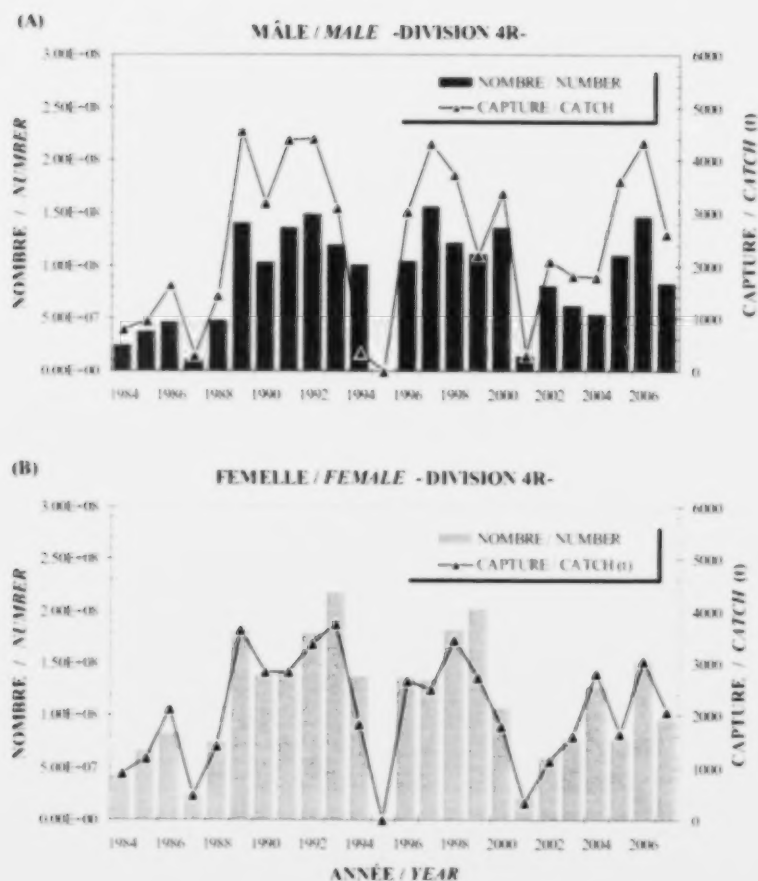 (A)
MÂLE / MALE -DIVISION 4R-
3.00E+08
2.50E+08
2.00E+08
1.50E+08
1.00E+08
5.00E+07
0.00E+00
NOMBRE / NUMBER
NOMBRE / NUMBER
CAPTURE / CATCH
6000
5000
4000
3000
2000
1000
0
CAPTURE / CATCH (t)
1984 1986 1988 1990 1992 1994 1996 1998 2000 2002 2004 2006
(B)
FEMELLE / FEMALE - DIVISION 4R-
3.00E+08
2.50E+08
2.00E+08
1.50E+08
1.00E+08
5.00E+07
0.00E+00
NOMBRE / NUMBER
NOMBRE / NUMBER
CAPTURE / CATCH (t)
6000
5000
4000
3000
2000
1000
0
CAPTURE / CATCH (t)
1984 1986 1988 1990 1992 1994 1996 1998 2000 2002 2004 2006
ANNÉE / YEAR